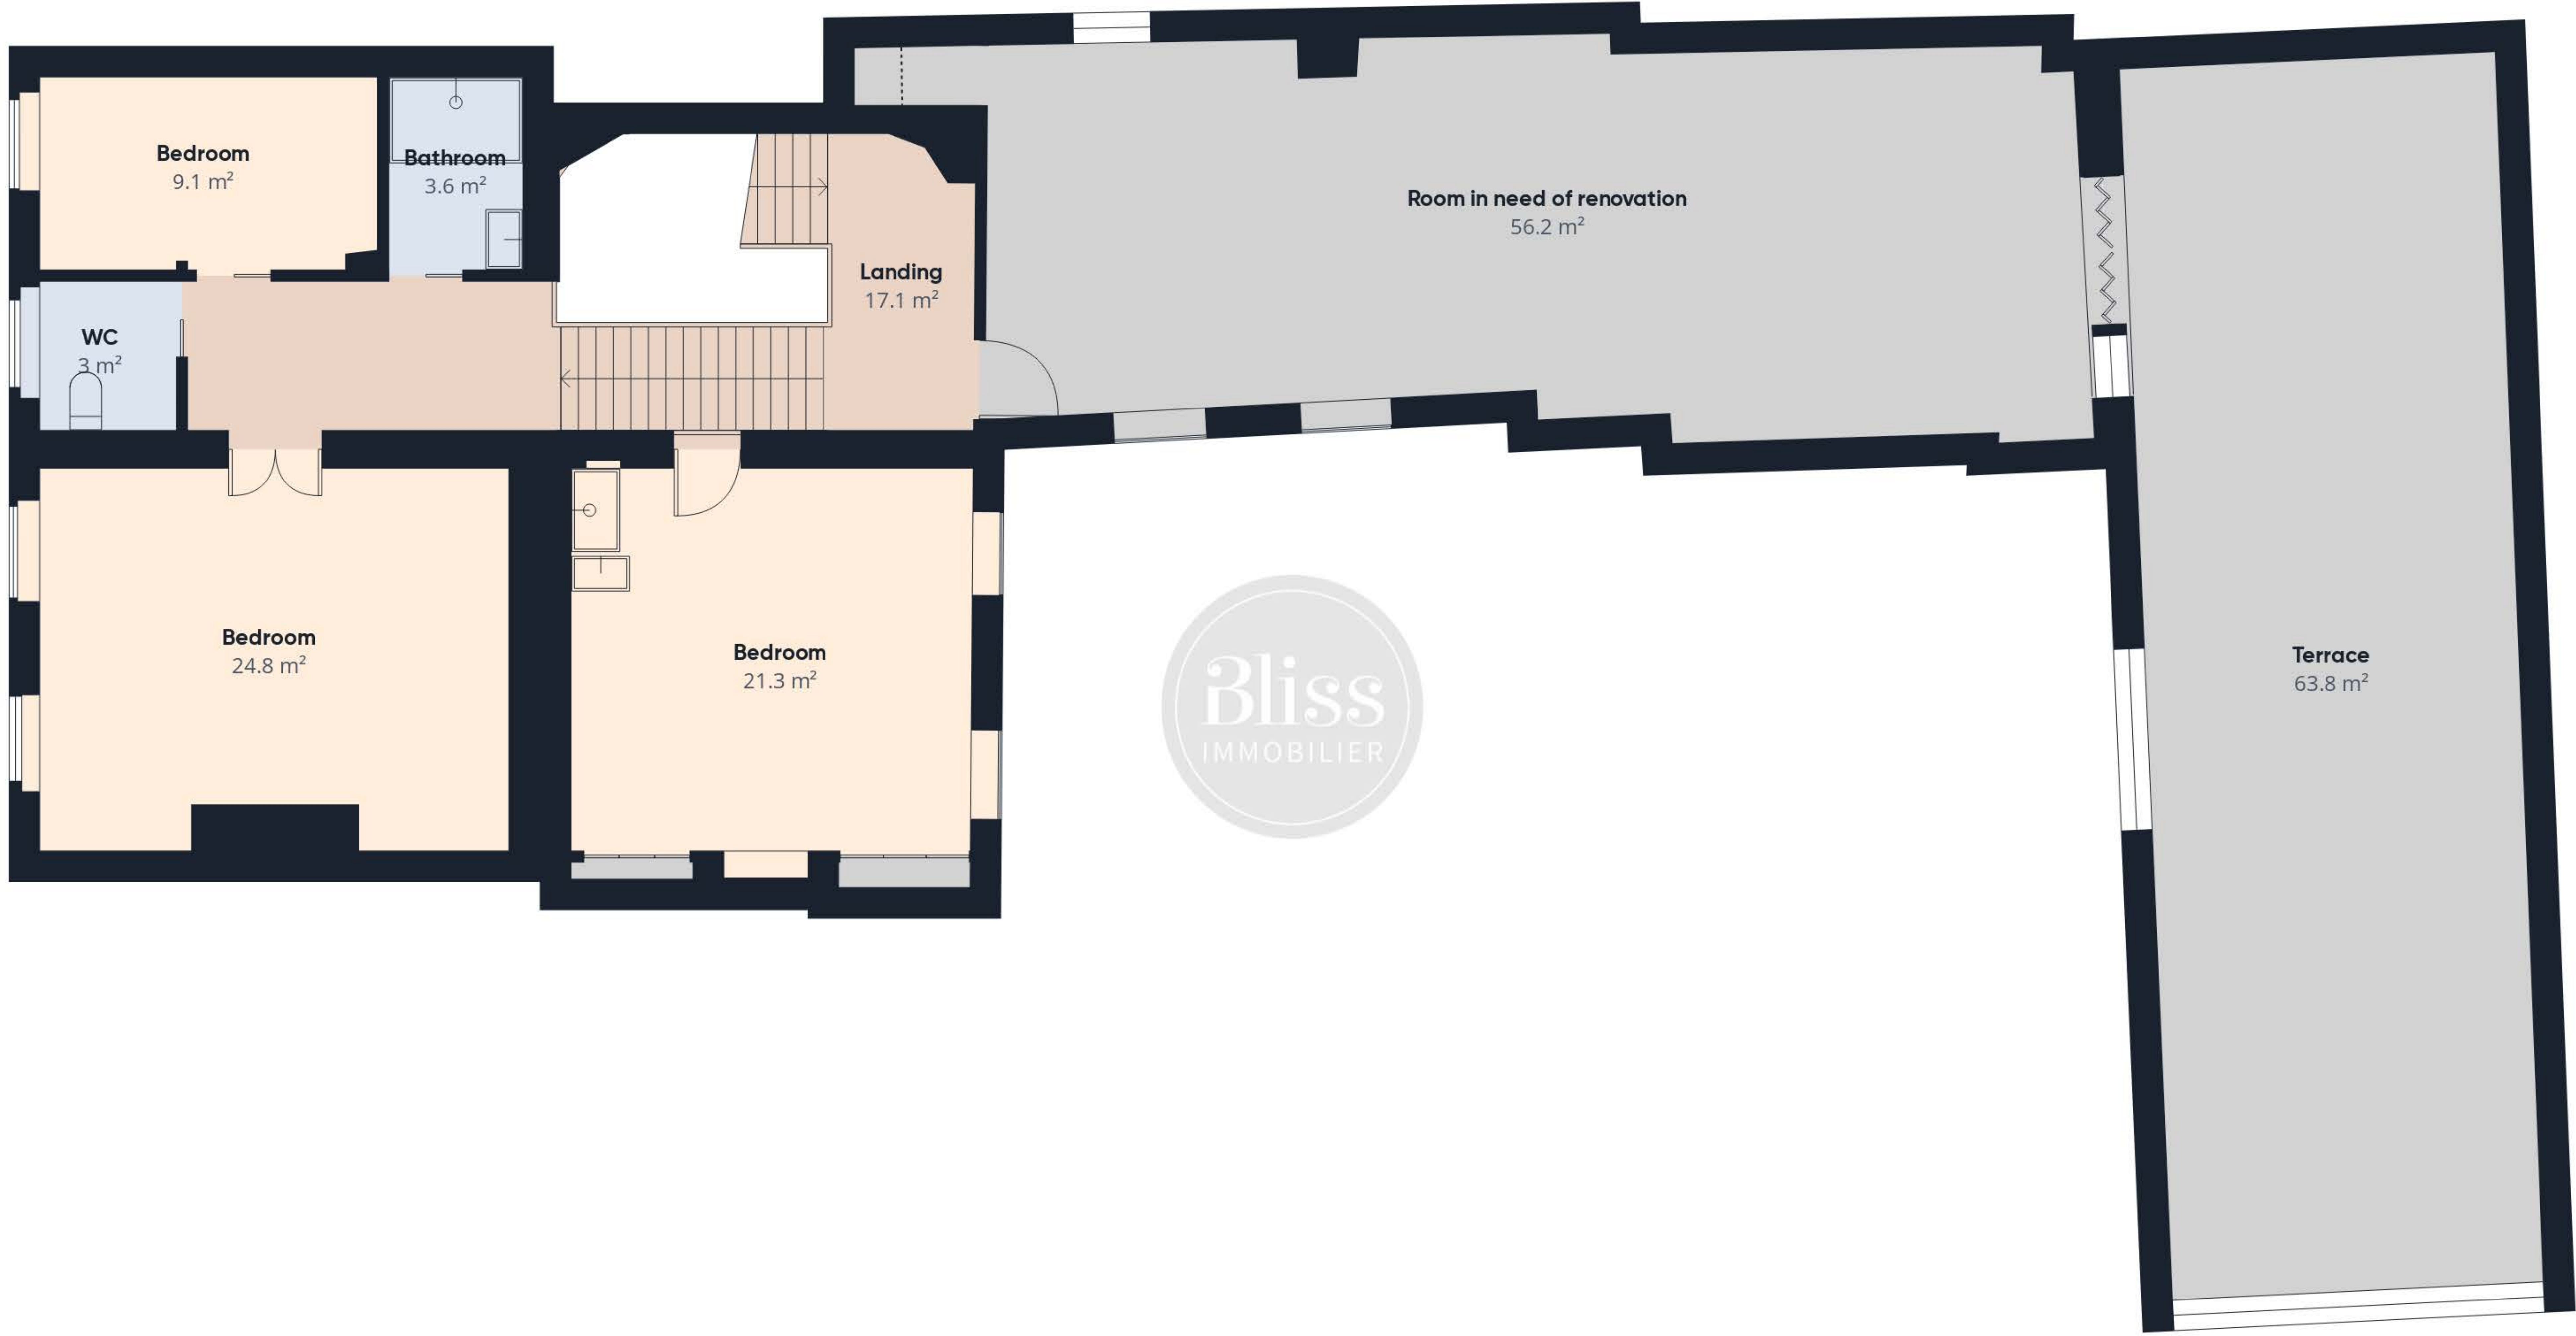 Bedroom
9.1 m²
Bathroom
3.6 m²
Room in need of renovation
56.2 m²
Landing
17.1 m²
WC
3 m²
Bedroom
24.8 m²
Bedroom
21.3 m²
Terrace
63.8 m²
Bliss
IMMOBILIER